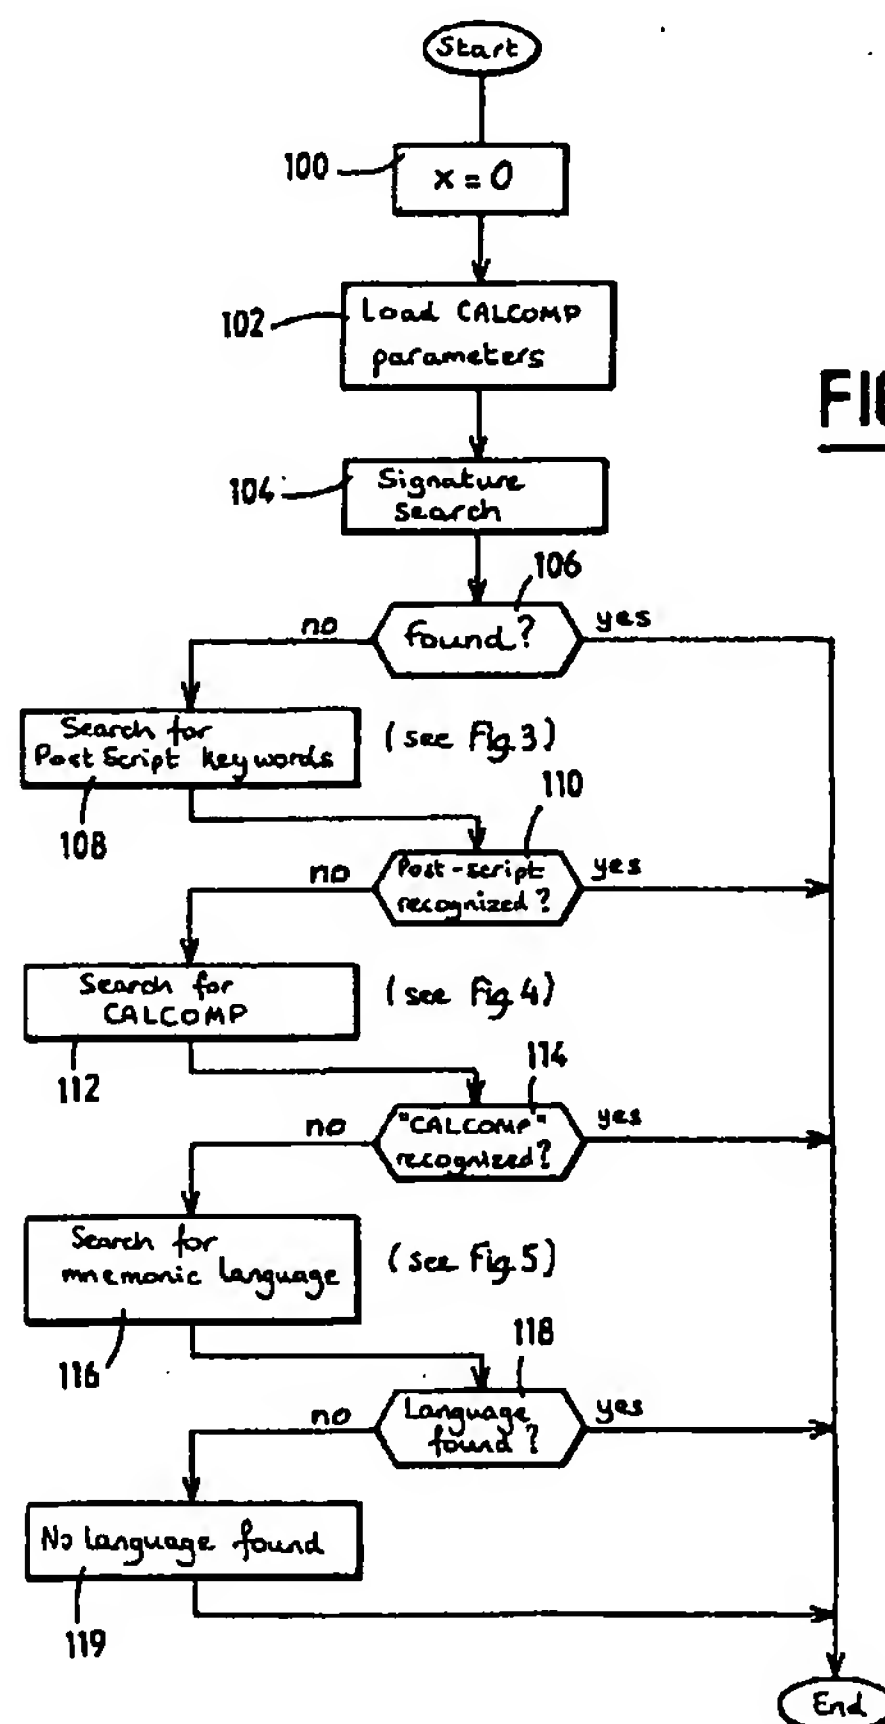 Start
100
x = 0
102
Load CALCOMP
parameters
FIG
104
Signature
search
106
no
found?
yes
Search for
PostScript keywords
(see Fig.3)
108
110
no
Post-script
recognized?
yes
Search for
CALCOMP
(see Fig.4)
112
114
no
"CALCOMP"
recognized?
yes
Search for
mnemonic language
(see Fig.5)
116
118
no
Language
found?
yes
No language found
119
End